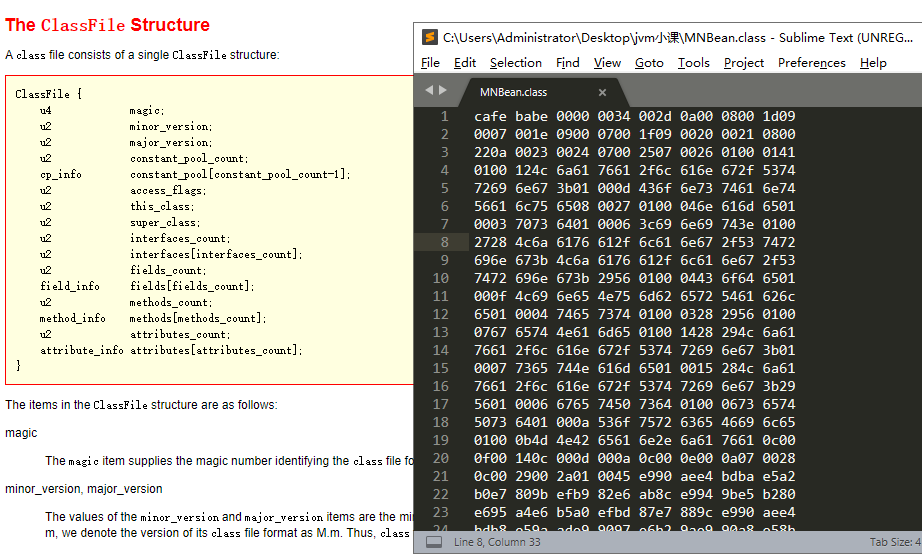 The ClassFile Structure
A class file consists of a single ClassFile structure:
ClassFile {
u4 magic;
u2 minor_version;
u2 major_version;
u2 constant_pool_count;
cp_info constant_pool[constant_pool_count-1];
u2 access_flags;
u2 this_class;
u2 super_class;
u2 interfaces_count;
u2 interfaces[interfaces_count];
u2 fields_count;
field_info fields[fields_count];
u2 methods_count;
method_info methods[methods_count];
u2 attributes_count;
attribute_info attributes[attributes_count];
}
The items in the ClassFile structure are as follows:
magic
The magic item supplies the magic number identifying the class file fo
minor_version, major_version
The values of the minor_version and major_version items are the mi
m, we denote the version of its class file format as M.m. Thus, class
C:\Users\Administrator\Desktop\jvm小课\MNBean.class - Sublime Text (UNREG...
File Edit Selection Find View Goto Tools Project Preferences Help
MNBean.class ×
1 cafe babe 0000 0034 002d 0a00 0800 1d09
2 0007 001e 0900 0700 1f09 0020 0021 0800
3 220a 0023 0024 0700 2507 0026 0100 0141
4 0100 124c 6a61 7661 2f6c 616e 672f 5374
5 7269 6e67 3b01 000d 436f 6e73 7461 6e74
6 5661 6c75 6508 0027 0100 046e 616d 6501
7 0003 7073 6401 0006 3c69 6e69 743e 0100
8 2728 4c6a 6176 612f 6c61 6e67 2f53 7472
9 696e 673b 4c6a 6176 612f 6c61 6e67 2f53
10 7472 696e 673b 2956 0100 0443 6f64 6501
11 000f 4c69 6e65 4e75 6d62 6572 5461 626c
12 6501 0004 7465 7374 0100 0328 2956 0100
13 0767 6574 4e61 6d65 0100 1428 294c 6a61
14 7661 2f6c 616e 672f 5374 7269 6e67 3b01
15 0007 7365 744e 616d 6501 0015 284c 6a61
16 7661 2f6c 616e 672f 5374 7269 6e67 3b29
17 5601 0006 6765 7450 7364 0100 0673 6574
18 5073 6401 000a 536f 7572 6365 4669 6c65
19 0100 0b4d 4e42 6561 6e2e 6a61 7661 0c00
20 0f00 140c 000d 000a 0c00 0e00 0a07 0028
21 0c00 2900 2a01 0045 e990 aee4 bdba e5a2
22 b0e7 809b efb9 82e6 ab8c e994 9be5 b280
23 e695 a4e6 b5a0 efbd 87e7 889c e991 aee4
24 bdb8 e59a ade9 9097 e6b2 9ae9 90a8 e58b
Line 8, Column 33 Tab Size: 4